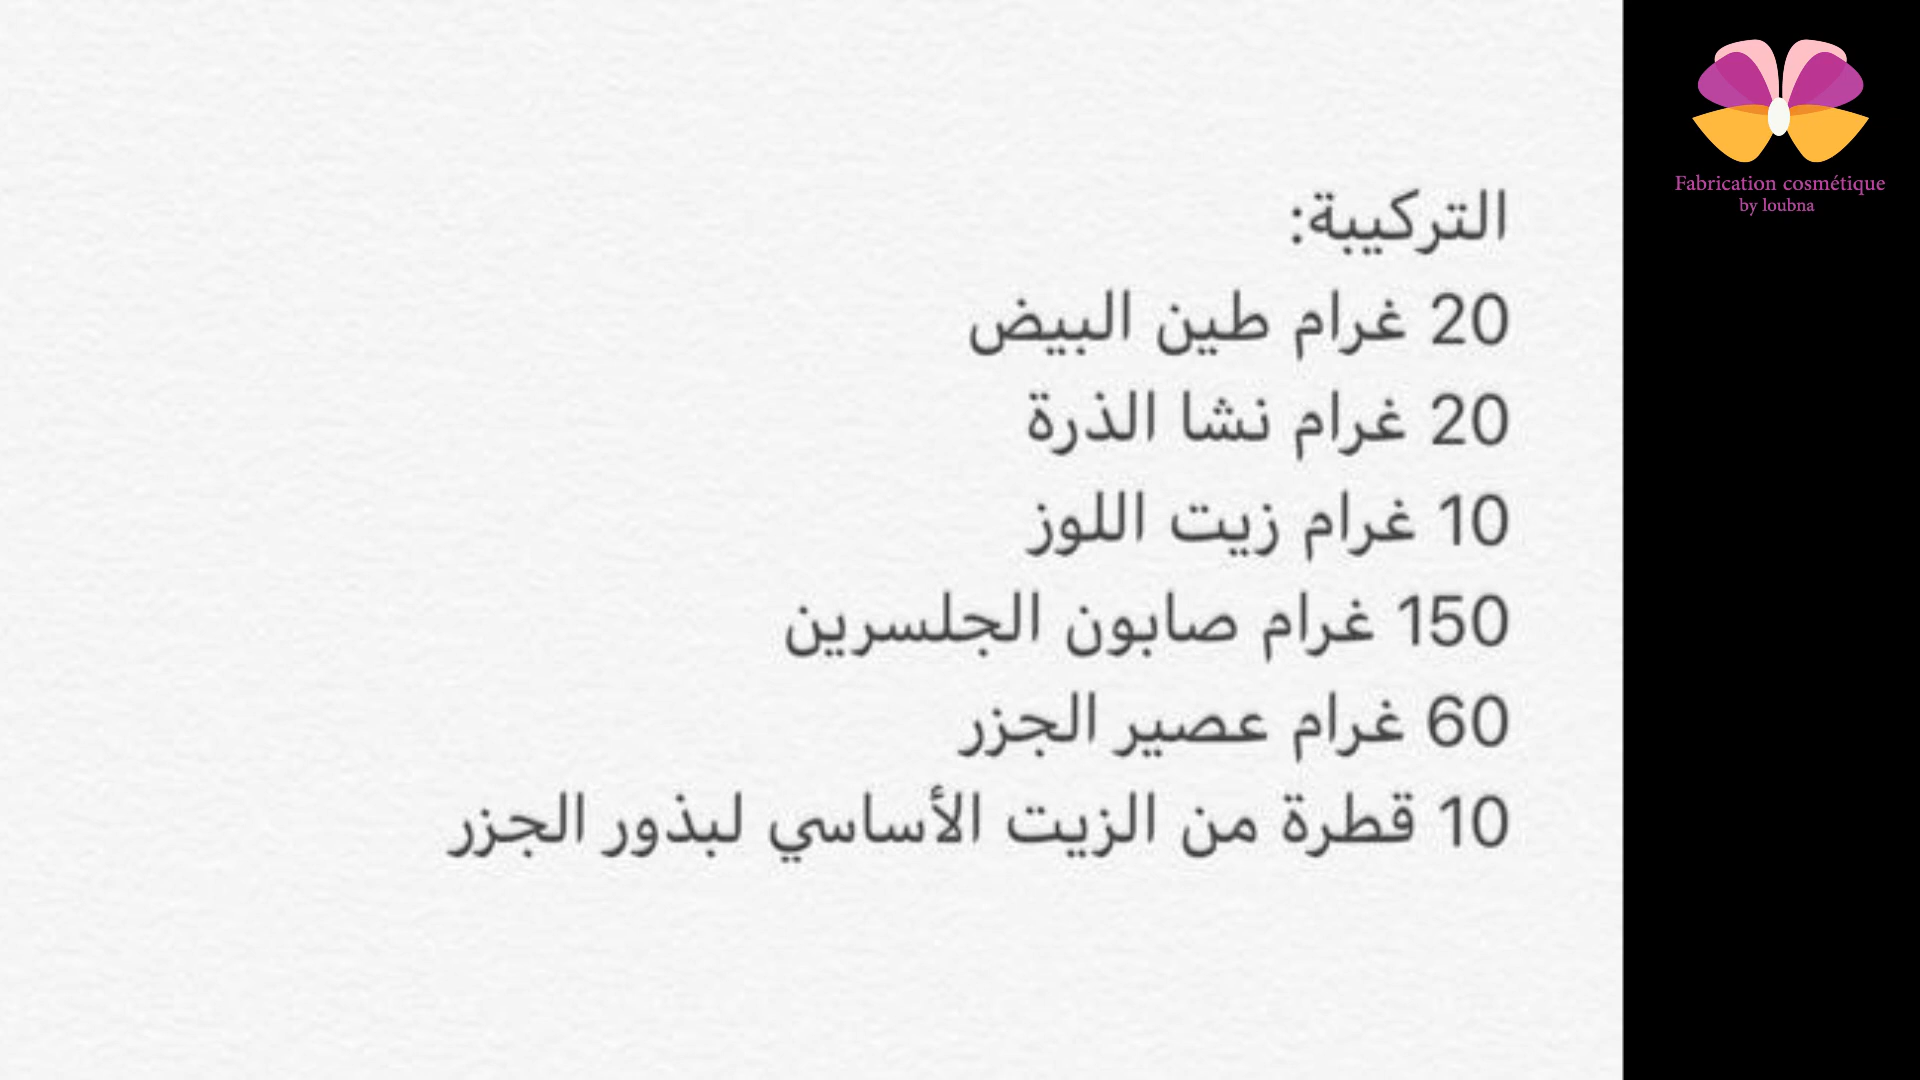 التركيبة:
20 غرام طين البيض
20 غرام نشا الذرة
10 غرام زيت اللوز
150 غرام صابون الجلسرين
60 غرام عصير الجزر
10 قطرة من الزيت الأساسي لبذور الجزر
Fabrication cosmétique
by loubna